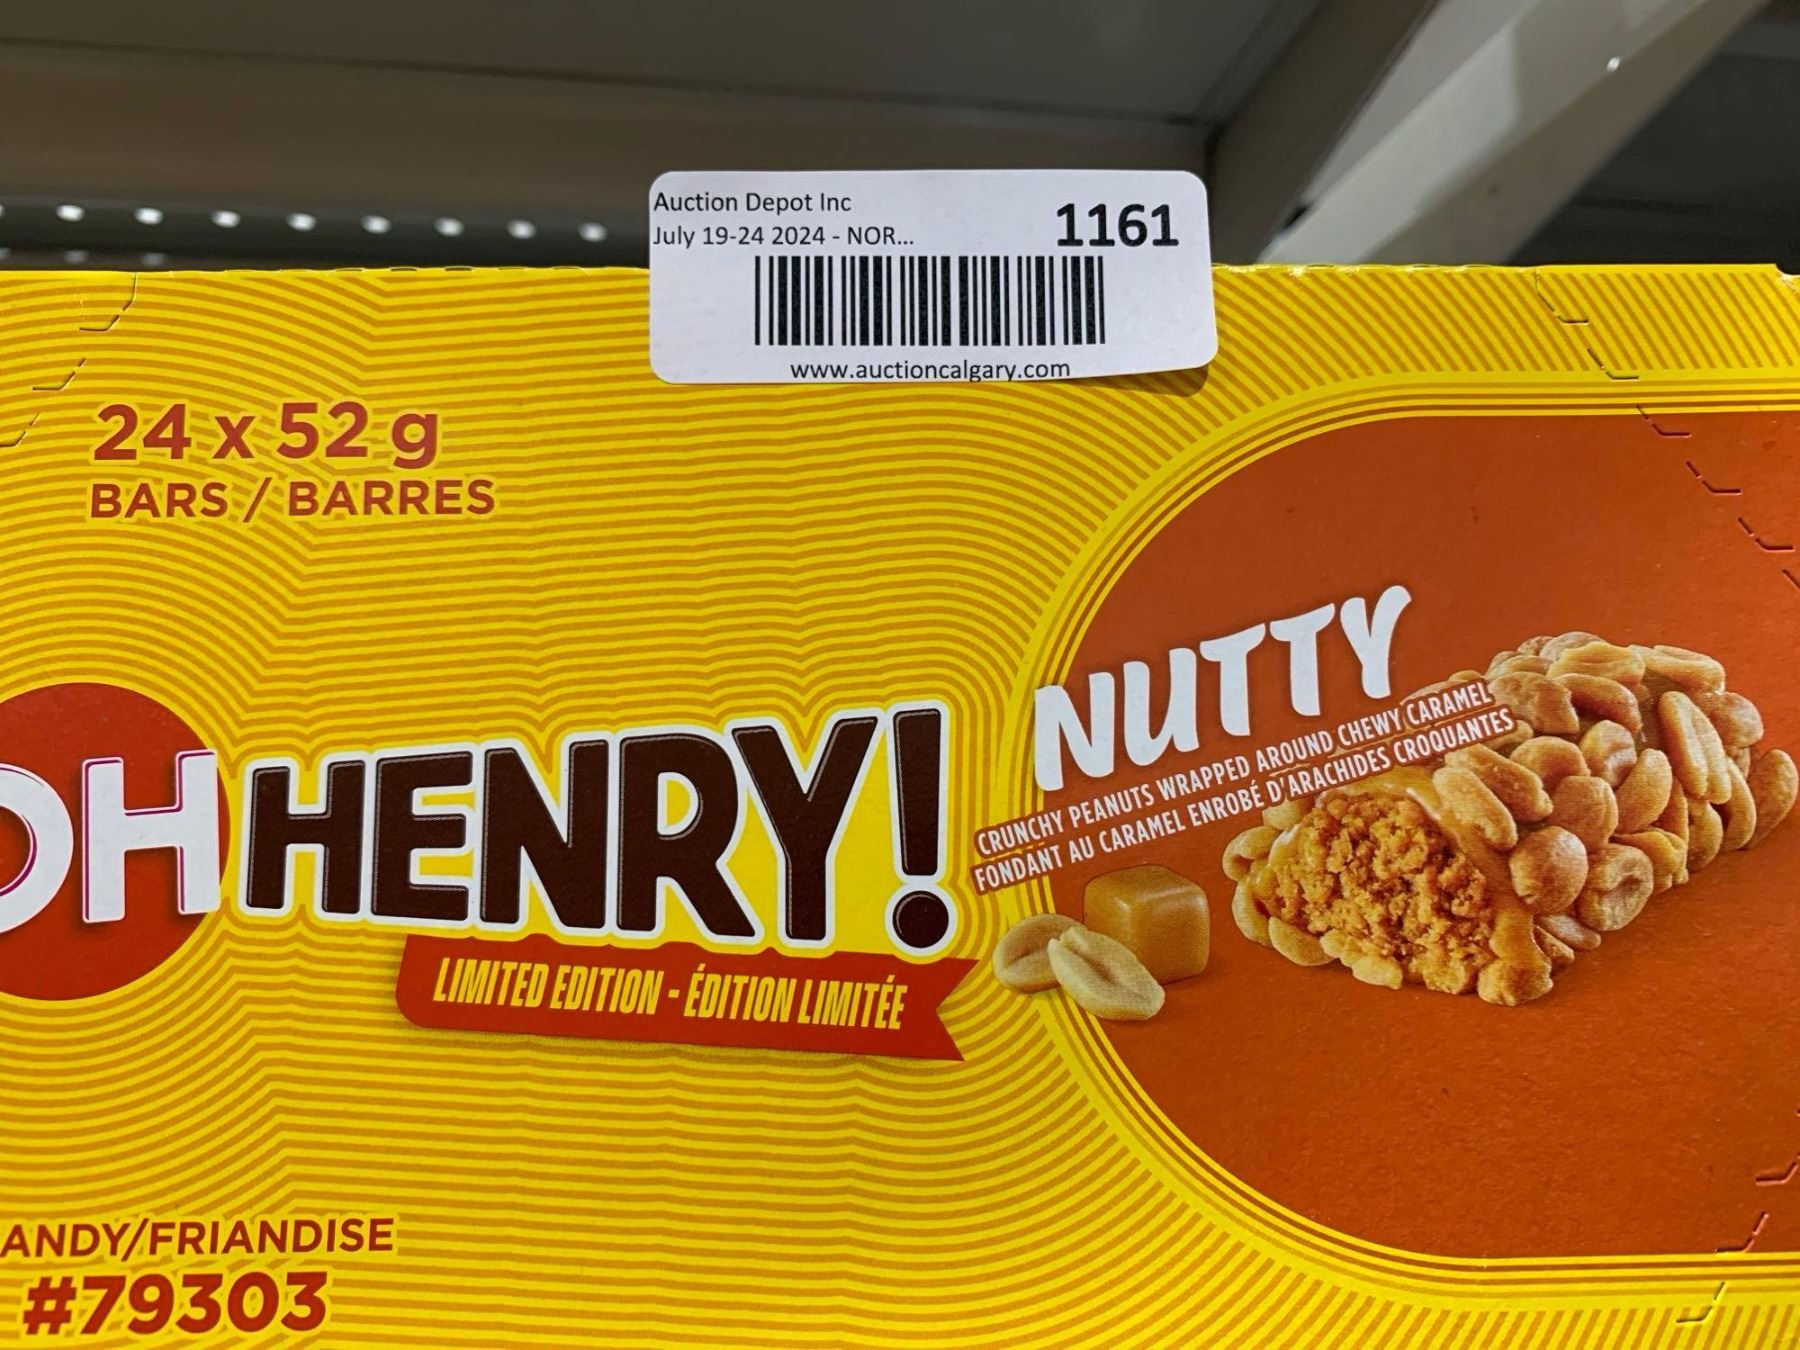 Auction Depot Inc
July 19-24 2024 - NOR...
1161
www.auctioncalgary.com
24 x 52 g
BARS / BARRES
OH HENRY!
LIMITED EDITION - ÉDITION LIMITÉE
NUTTY
CRUNCHY PEANUTS WRAPPED AROUND CHEWY CARAMEL
FONDANT AU CARAMEL ENROBÉ D'ARACHIDES CROQUANTES
ANDY/FRIANDISE
#79303